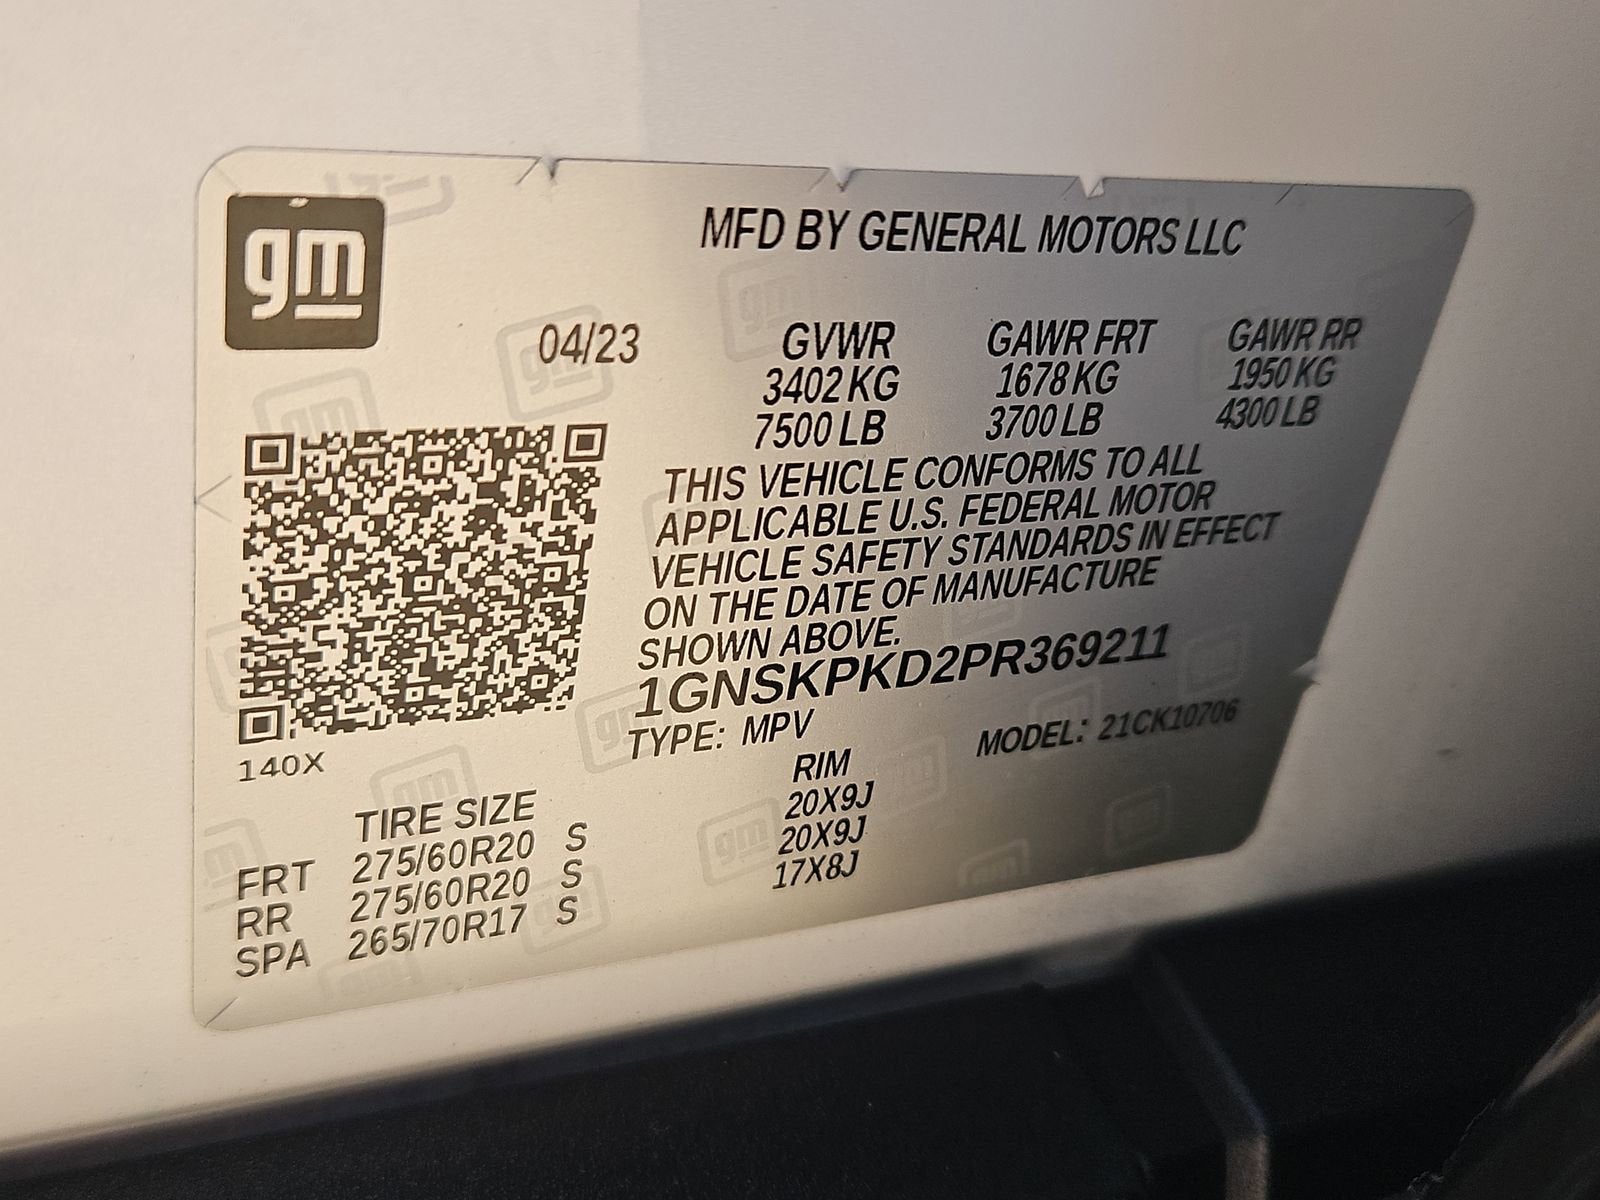 gm
MFD BY GENERAL MOTORS LLC
04/23 GVWR GAWR FRT GAWR RR
3402 KG 1678 KG 1950 KG
7500 LB 3700 LB 4300 LB
THIS VEHICLE CONFORMS TO ALL
APPLICABLE U.S. FEDERAL MOTOR
VEHICLE SAFETY STANDARDS IN EFFECT
ON THE DATE OF MANUFACTURE
SHOWN ABOVE.
1GNSKPKD2PR369211
TYPE: MPV MODEL: 21CK10706
140X
TIRE SIZE RIM
FRT 275/60R20 S 20X9J
RR 275/60R20 S 20X9J
SPA 265/70R17 S 17X8J